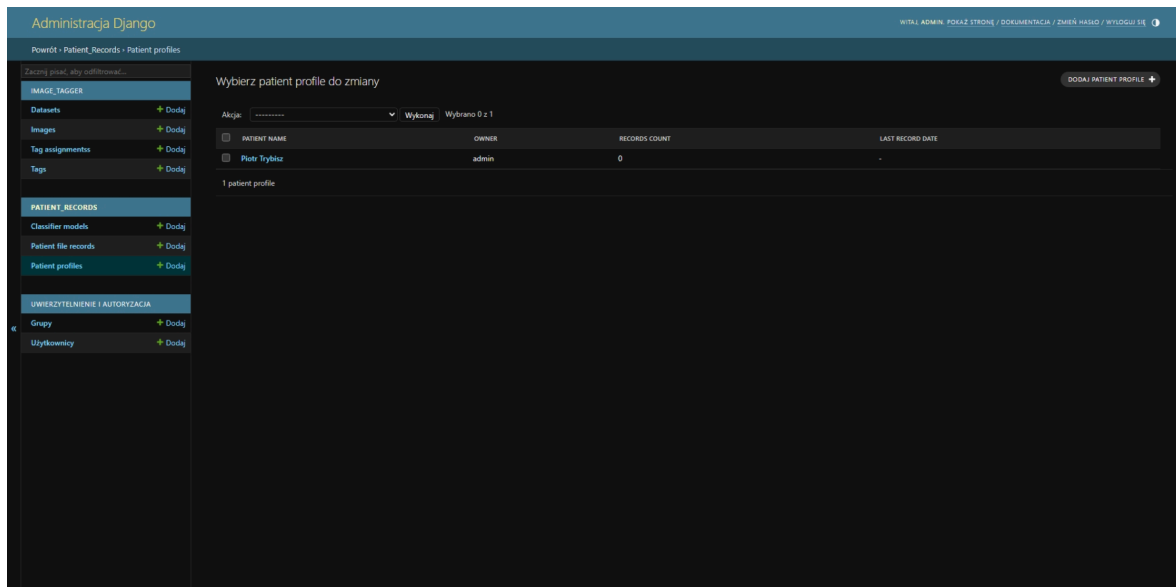 Administracja Django
WITAJ, ADMIN. POKAŻ STRONĘ / DOKUMENTACJA / ZMIEŃ HASŁO / WYLOGUJ SIĘ
Powrót › Patient_Records › Patient profiles
Zacznij pisać, aby odfiltrować...
IMAGE_TAGGER
Datasets + Dodaj
Images + Dodaj
Tag assignmentss + Dodaj
Tags + Dodaj
PATIENT_RECORDS
Classifier models + Dodaj
Patient file records + Dodaj
Patient profiles + Dodaj
UWIERZYTELNIENIE I AUTORYZACJA
Grupy + Dodaj
Użytkownicy + Dodaj
«
Wybierz patient profile do zmiany
DODAJ PATIENT PROFILE +
Akcja: --------- Wykonaj Wybrano 0 z 1
PATIENT NAME OWNER RECORDS COUNT LAST RECORD DATE
Piotr Trybisz admin 0 -
1 patient profile